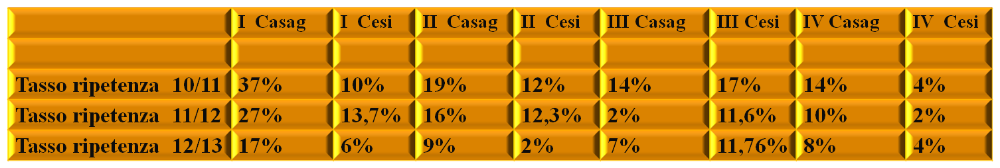 I Casag I Cesi II Casag II Cesi III Casag III Cesi IV Casag IV Cesi
Tasso ripetenza 10/11 37% 10% 19% 12% 14% 17% 14% 4%
Tasso ripetenza 11/12 27% 13,7% 16% 12,3% 2% 11,6% 10% 2%
Tasso ripetenza 12/13 17% 6% 9% 2% 7% 11,76% 8% 4%